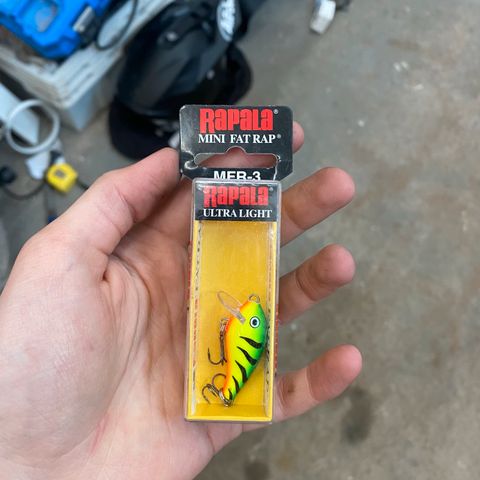 RAPALA®
MINI FAT RAP®
MFR-3
RAPALA
ULTRA LIGHT